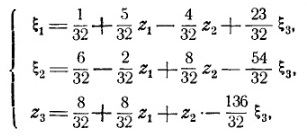 ξ₁ = 1/32 + 5/32 z₁ − 4/32 z₂ + 23/32 ξ₃,
ξ₂ = 6/32 − 2/32 z₁ + 8/32 z₂ − 54/32 ξ₃,
z₃ = 8/32 + 8/32 z₁ + z₂ · − 136/32 ξ₃,